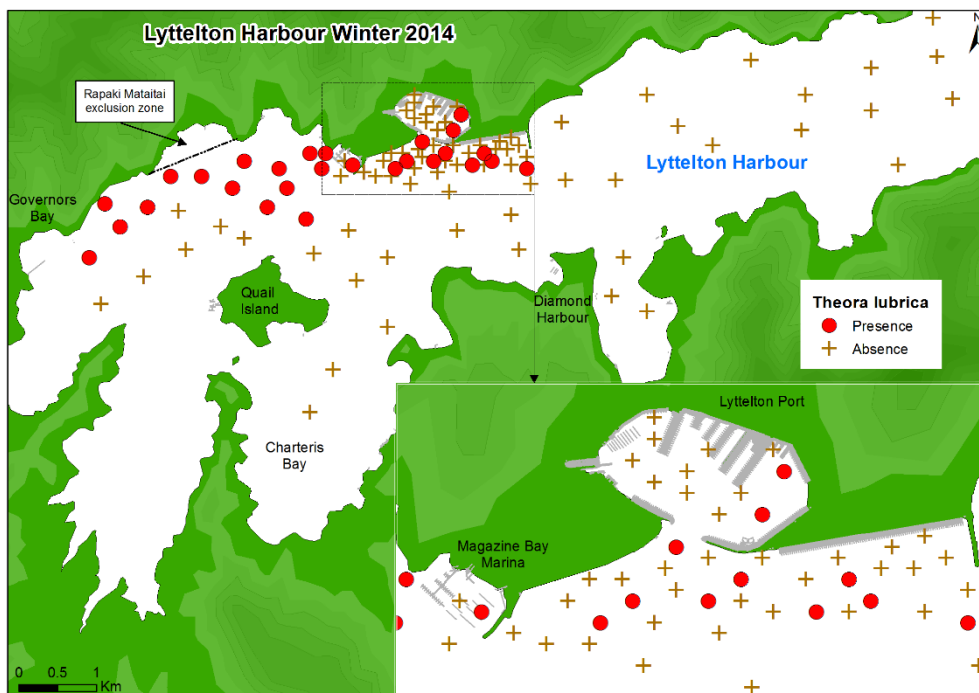 Lyttelton Harbour Winter 2014
N
Rapaki Mataitai
exclusion zone
Lyttelton Harbour
Governors
Bay
Quail
Island
Diamond
Harbour
Theora lubrica
Presence
Absence
Charteris
Bay
Lyttelton Port
Magazine Bay
Marina
0 0.5 1
Km